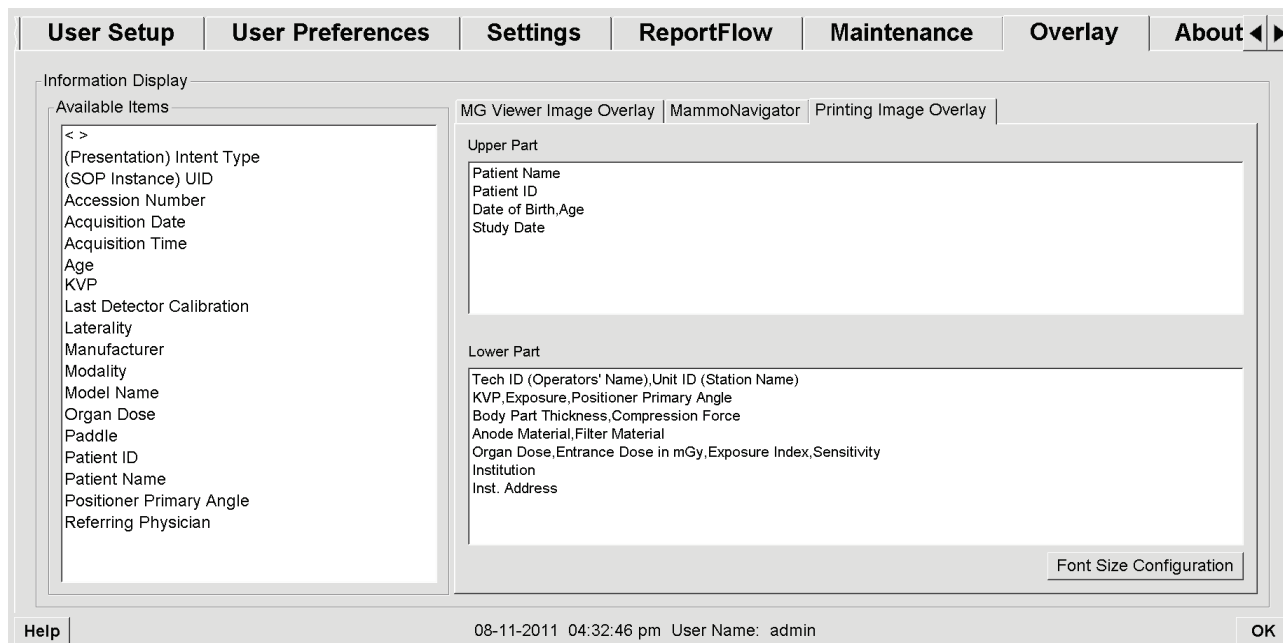 User Setup User Preferences Settings ReportFlow Maintenance Overlay About
Information Display
Available Items
< >
(Presentation) Intent Type
(SOP Instance) UID
Accession Number
Acquisition Date
Acquisition Time
Age
KVP
Last Detector Calibration
Laterality
Manufacturer
Modality
Model Name
Organ Dose
Paddle
Patient ID
Patient Name
Positioner Primary Angle
Referring Physician
MG Viewer Image Overlay MammoNavigator Printing Image Overlay
Upper Part
Patient Name
Patient ID
Date of Birth,Age
Study Date
Lower Part
Tech ID (Operators' Name),Unit ID (Station Name)
KVP,Exposure,Positioner Primary Angle
Body Part Thickness,Compression Force
Anode Material,Filter Material
Organ Dose,Entrance Dose in mGy,Exposure Index,Sensitivity
Institution
Inst. Address
Font Size Configuration
Help 08-11-2011 04:32:46 pm User Name: admin OK